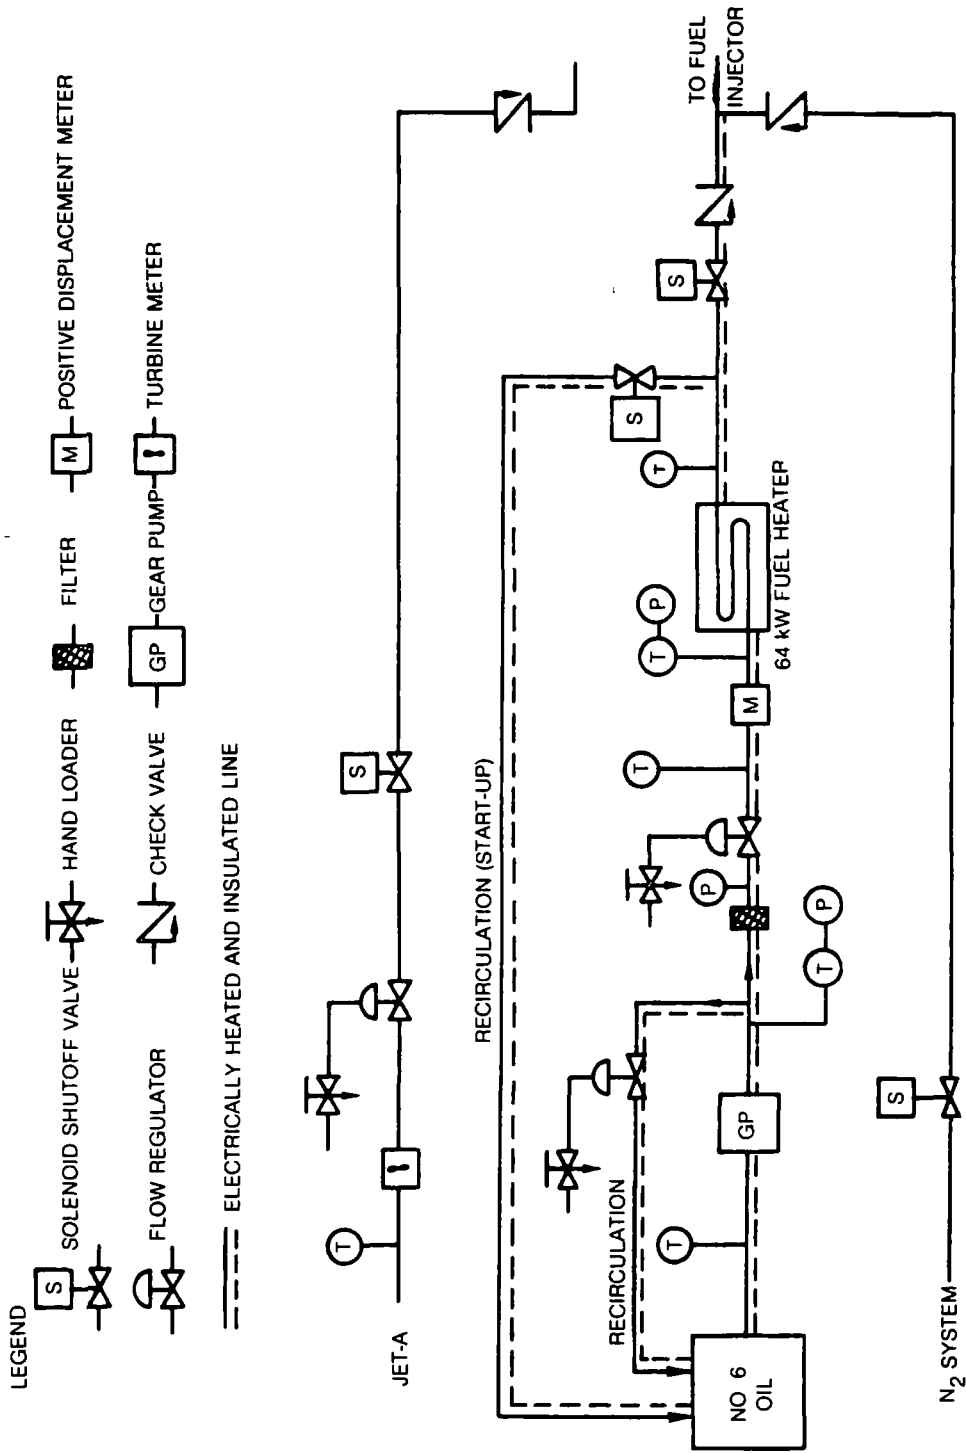 LEGEND
S SOLENOID SHUTOFF VALVE HAND LOADER FILTER M POSITIVE DISPLACEMENT METER
FLOW REGULATOR CHECK VALVE GP GEAR PUMP TURBINE METER
ELECTRICALLY HEATED AND INSULATED LINE
JET-A
T
S
RECIRCULATION (START-UP)
RECIRCULATION
NO 6
OIL
T
GP
T
P
P
T
M
T
P
64 kW FUEL HEATER
T
S
S
TO FUEL
INJECTOR
N2 SYSTEM
S